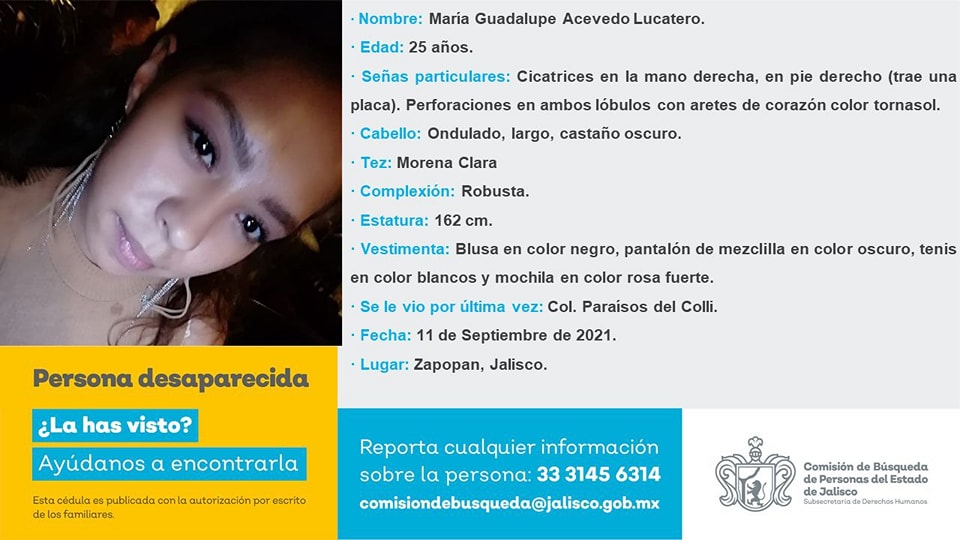 · Nombre: María Guadalupe Acevedo Lucatero.
· Edad: 25 años.
· Señas particulares: Cicatrices en la mano derecha, en pie derecho (trae una
placa). Perforaciones en ambos lóbulos con aretes de corazón color tornasol.
· Cabello: Ondulado, largo, castaño oscuro.
· Tez: Morena Clara
· Complexión: Robusta.
· Estatura: 162 cm.
· Vestimenta: Blusa en color negro, pantalón de mezclilla en color oscuro, tenis
en color blancos y mochila en color rosa fuerte.
· Se le vio por última vez: Col. Paraísos del Colli.
· Fecha: 11 de Septiembre de 2021.
· Lugar: Zapopan, Jalisco.
Persona desaparecida
¿La has visto?
Ayúdanos a encontrarla
Esta cédula es publicada con la autorización por escrito
de los familiares.
Reporta cualquier información
sobre la persona: 33 3145 6314
comisiondebusqueda@jalisco.gob.mx
Comisión de Búsqueda
de Personas del Estado
de Jalisco
Subsecretaría de Derechos Humanos